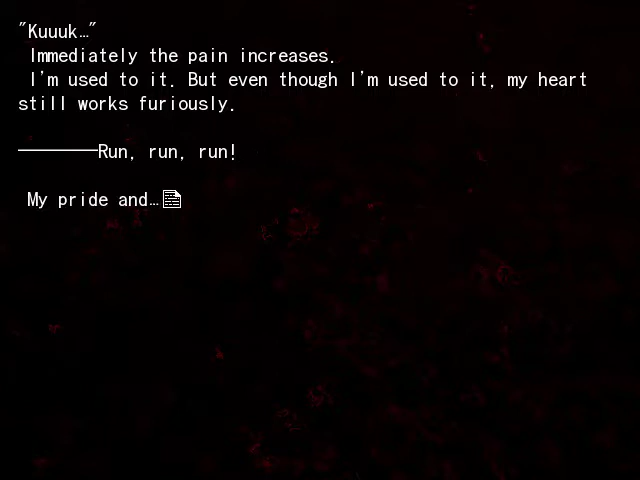 "Kuuuk…"
Immediately the pain increases.
I'm used to it. But even though I'm used to it, my heart
still works furiously.
────────Run, run, run!
My pride and…